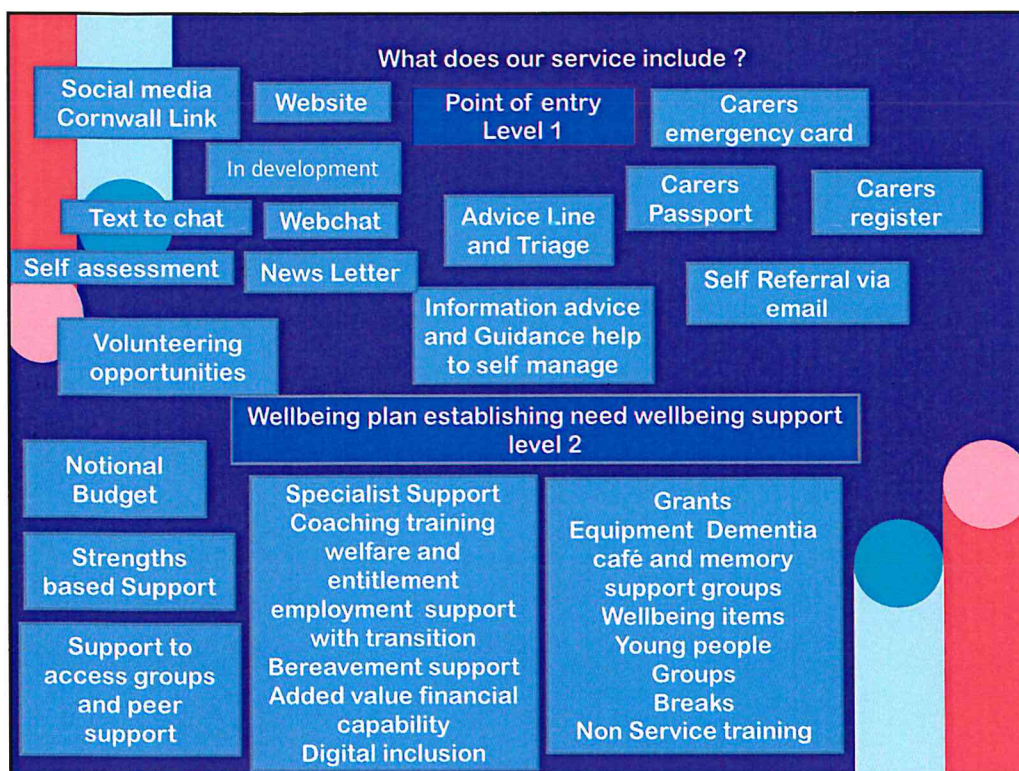 What does our service include ?
Social media
Cornwall Link
Website
Point of entry
Level 1
Carers
emergency card
In development
Carers
Passport
Carers
register
Text to chat
Webchat
Advice Line
and Triage
Self assessment
News Letter
Self Referral via
email
Information advice
and Guidance help
to self manage
Volunteering
opportunities
Wellbeing plan establishing need wellbeing support
level 2
Notional
Budget
Strengths
based Support
Support to
access groups
and peer
support
Specialist Support
Coaching training
welfare and
entitlement
employment support
with transition
Bereavement support
Added value financial
capability
Digital inclusion
Grants
Equipment Dementia
café and memory
support groups
Wellbeing items
Young people
Groups
Breaks
Non Service training